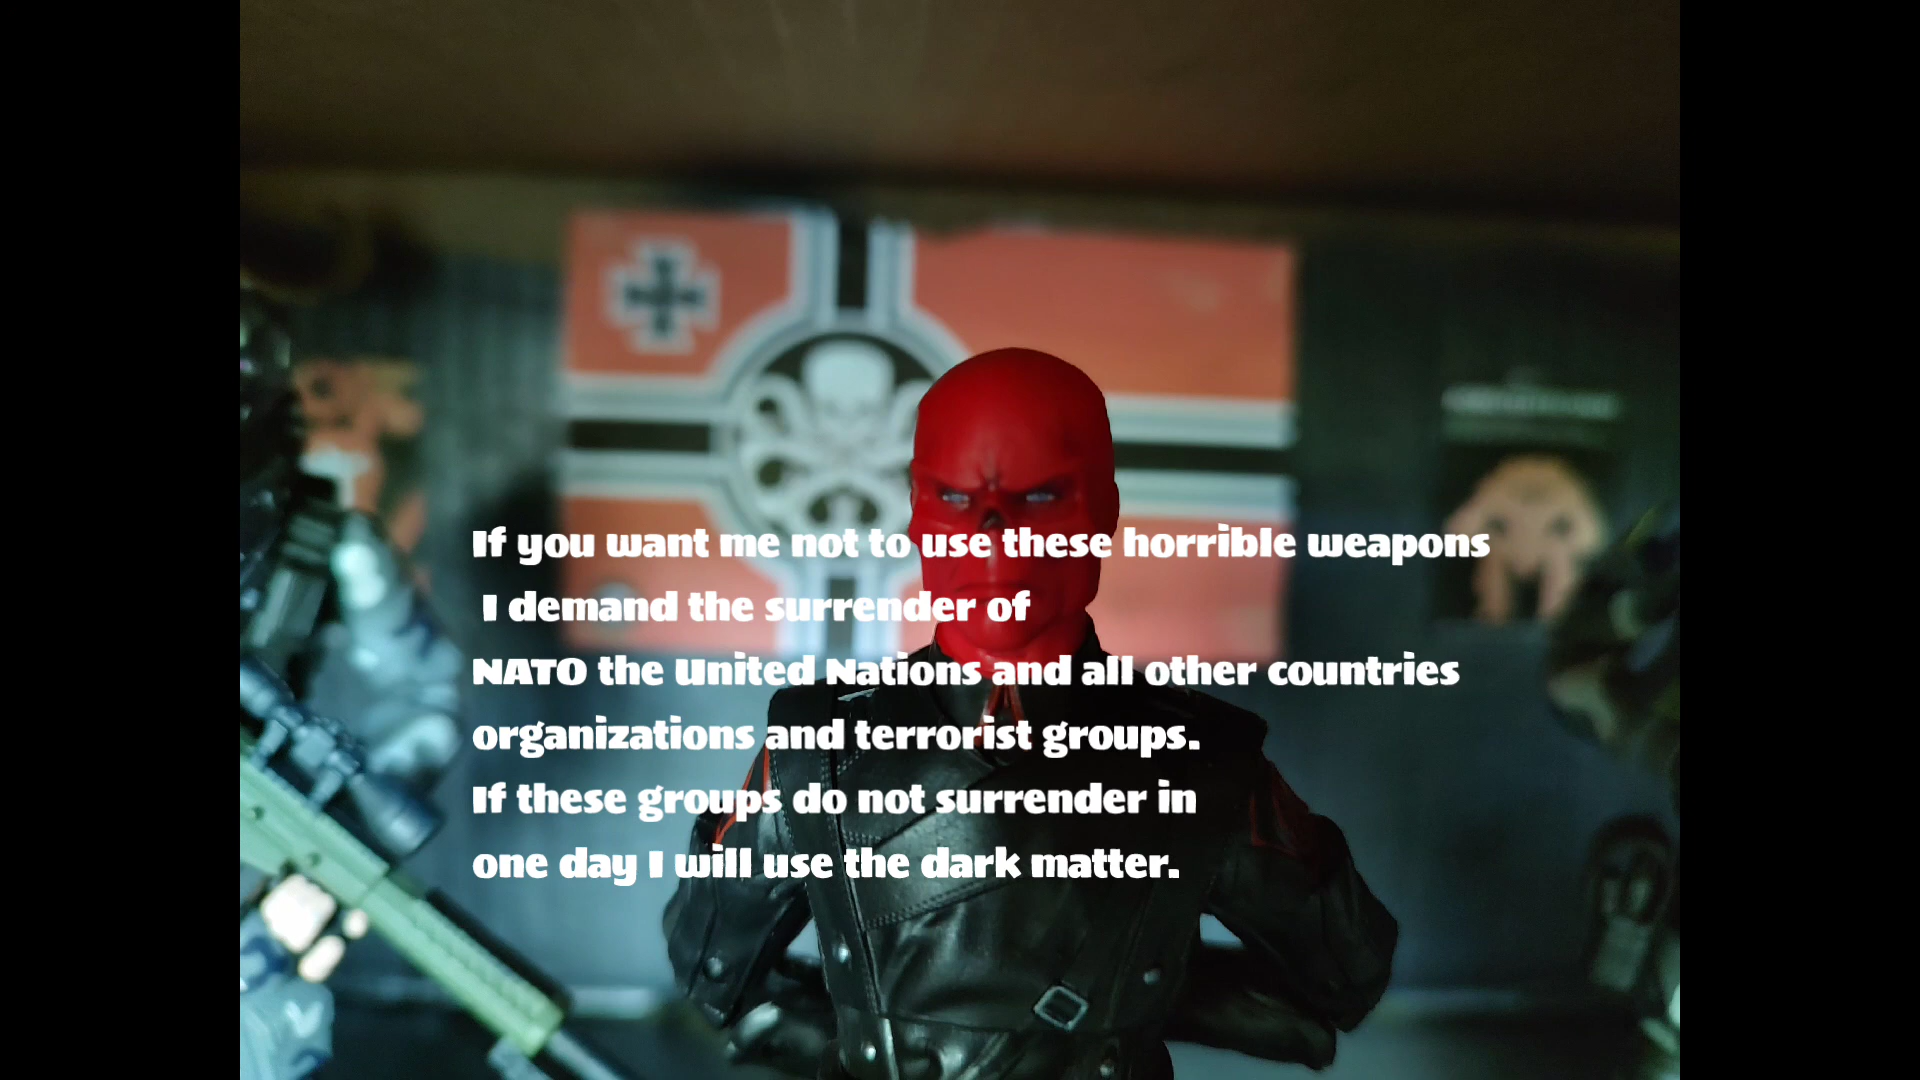 If you want me not to use these horrible weapons
I demand the surrender of
NATO the United Nations and all other countries
organizations and terrorist groups.
If these groups do not surrender in
one day I will use the dark matter.